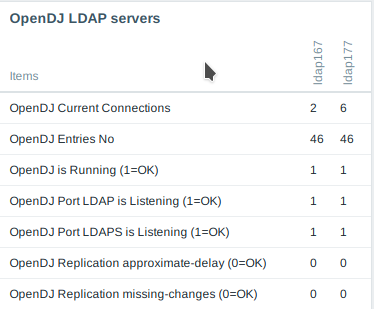 OpenDJ LDAP servers
Items ldap167 ldap177
OpenDJ Current Connections 2 6
OpenDJ Entries No 46 46
OpenDJ is Running (1=OK) 1 1
OpenDJ Port LDAP is Listening (1=OK) 1 1
OpenDJ Port LDAPS is Listening (1=OK) 1 1
OpenDJ Replication approximate-delay (0=OK) 0 0
OpenDJ Replication missing-changes (0=OK) 0 0